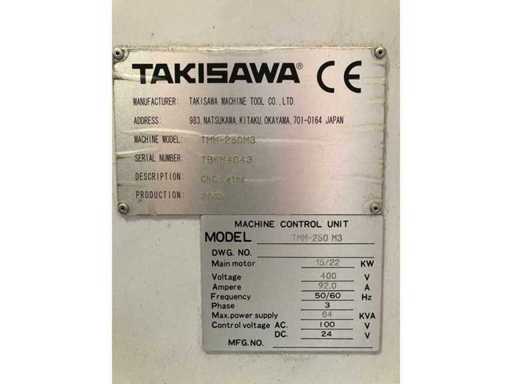 TAKISAWA® CE
MANUFACTURER: TAKISAWA MACHINE TOOL CO., LTD
ADDRESS: 983, NATSUKAWA, KITAKU, OKAYAMA, 701-0164 JAPAN
MACHINE MODEL: TMM-250M3
SERIAL NUMBER:
DESCRIPTION: CNC Lathe
PRODUCTION:
MACHINE CONTROL UNIT
MODEL TMM-250 M3
DWG. NO.
Main motor 15/22 KW
Voltage 400 V
Ampere 92.0 A
Frequency 50/60 Hz
Phase 3
Max. power supply 64 KVA
Control voltage AC. 100 V
DC. 24 V
MFG. NO.